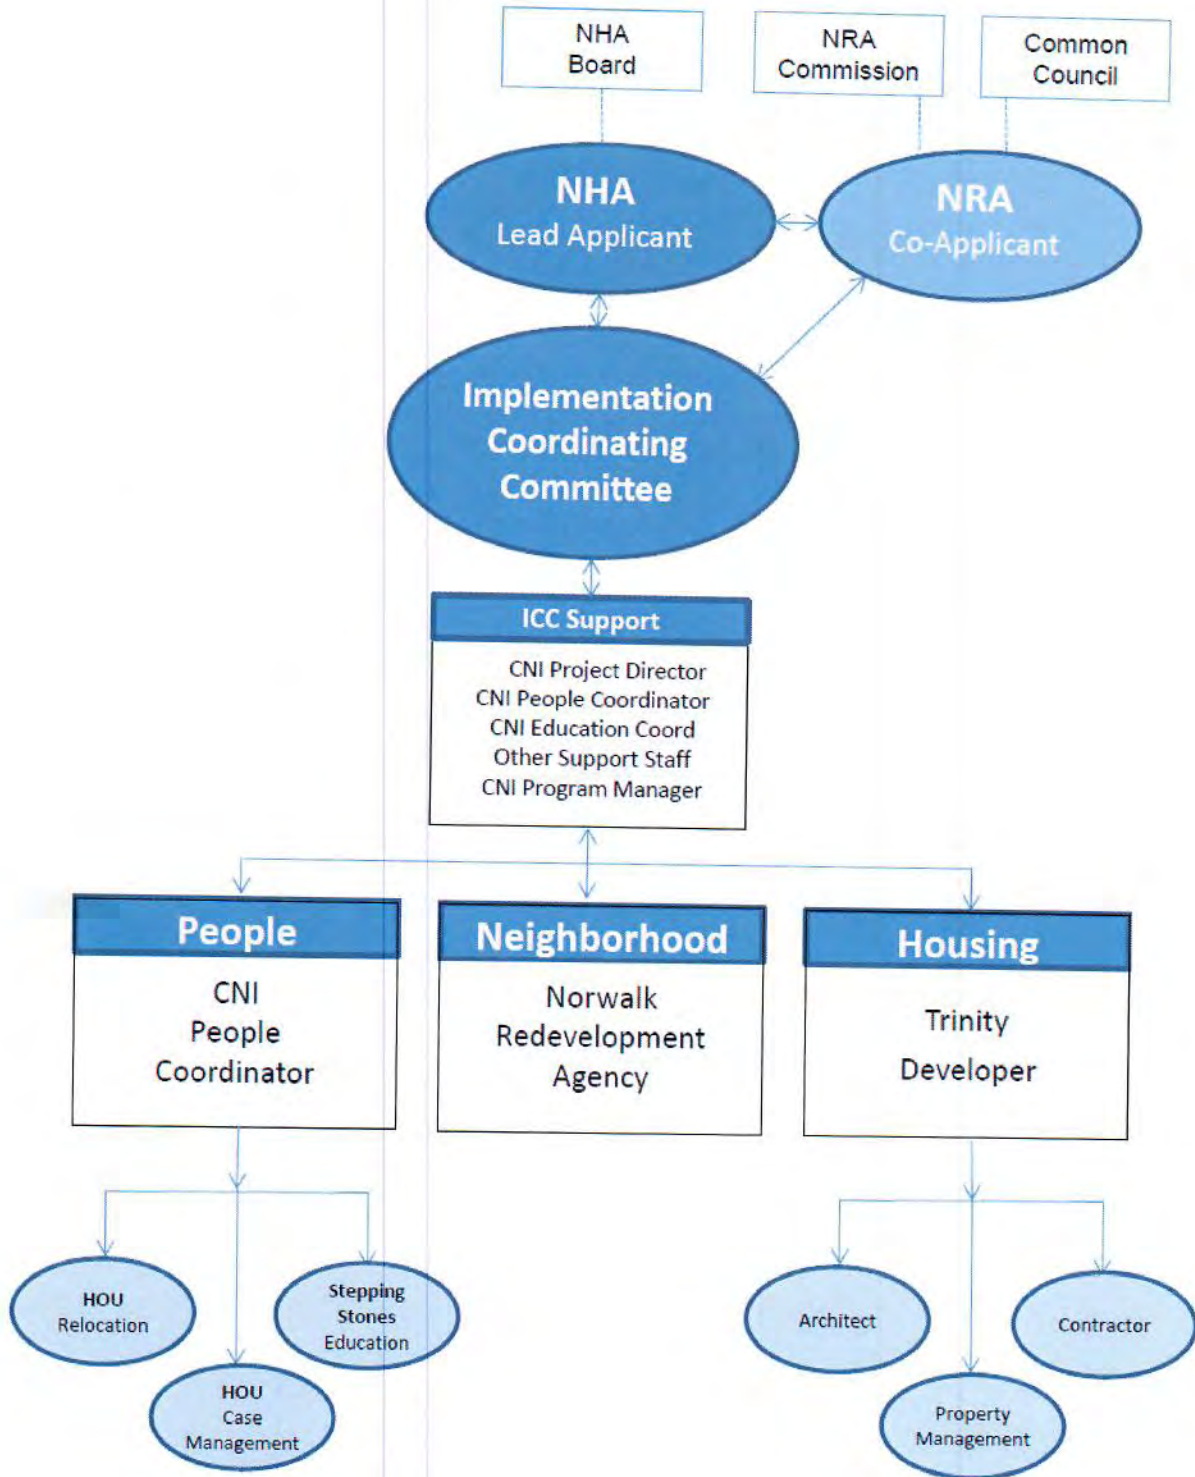 NHA
Board
NRA
Commission
Common
Council
NHA
Lead Applicant
NRA
Co-Applicant
Implementation
Coordinating
Committee
ICC Support
CNI Project Director
CNI People Coordinator
CNI Education Coord
Other Support Staff
CNI Program Manager
People
CNI
People
Coordinator
Neighborhood
Norwalk
Redevelopment
Agency
Housing
Trinity
Developer
HOU
Relocation
HOU
Case
Management
Stepping
Stones
Education
Architect
Property
Management
Contractor